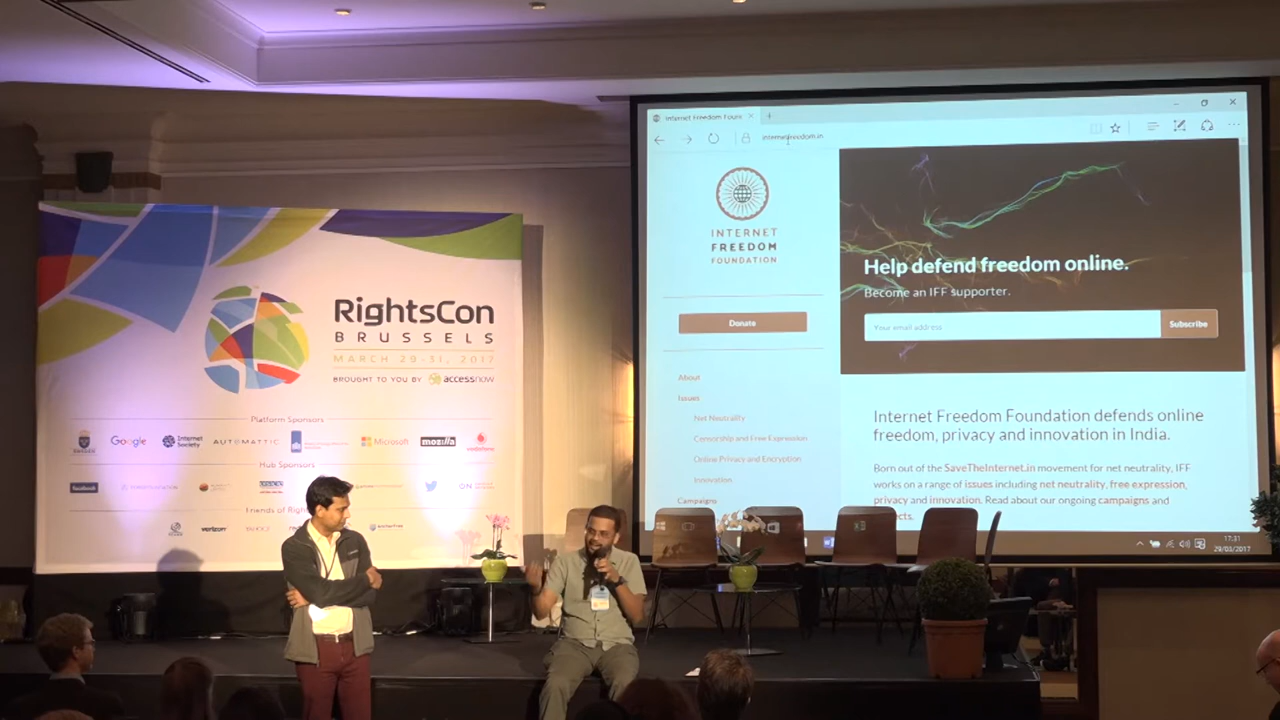 RightsCon
BRUSSELS
MARCH 29-31, 2017
BROUGHT TO YOU BY accessnow
Platform Sponsors
Google
Internet Society
AUTOMATTIC
Microsoft
moz://a
vodafone
Hub Sponsors
facebook
ON
Friends of
verizon
anchorfree
Internet Freedom Foun
internetfreedom.in
INTERNET
FREEDOM
FOUNDATION
Donate
About
Issues
Net Neutrality
Censorship and Free Expression
Online Privacy and Encryption
Innovation
Campaigns
Help defend freedom online.
Become an IFF supporter.
Your email address
Subscribe
Internet Freedom Foundation defends online
freedom, privacy and innovation in India.
Born out of the SaveTheInternet.in movement for net neutrality, IFF
works on a range of issues including net neutrality, free expression,
privacy and innovation. Read about our ongoing campaigns and
17:31
29/03/2017